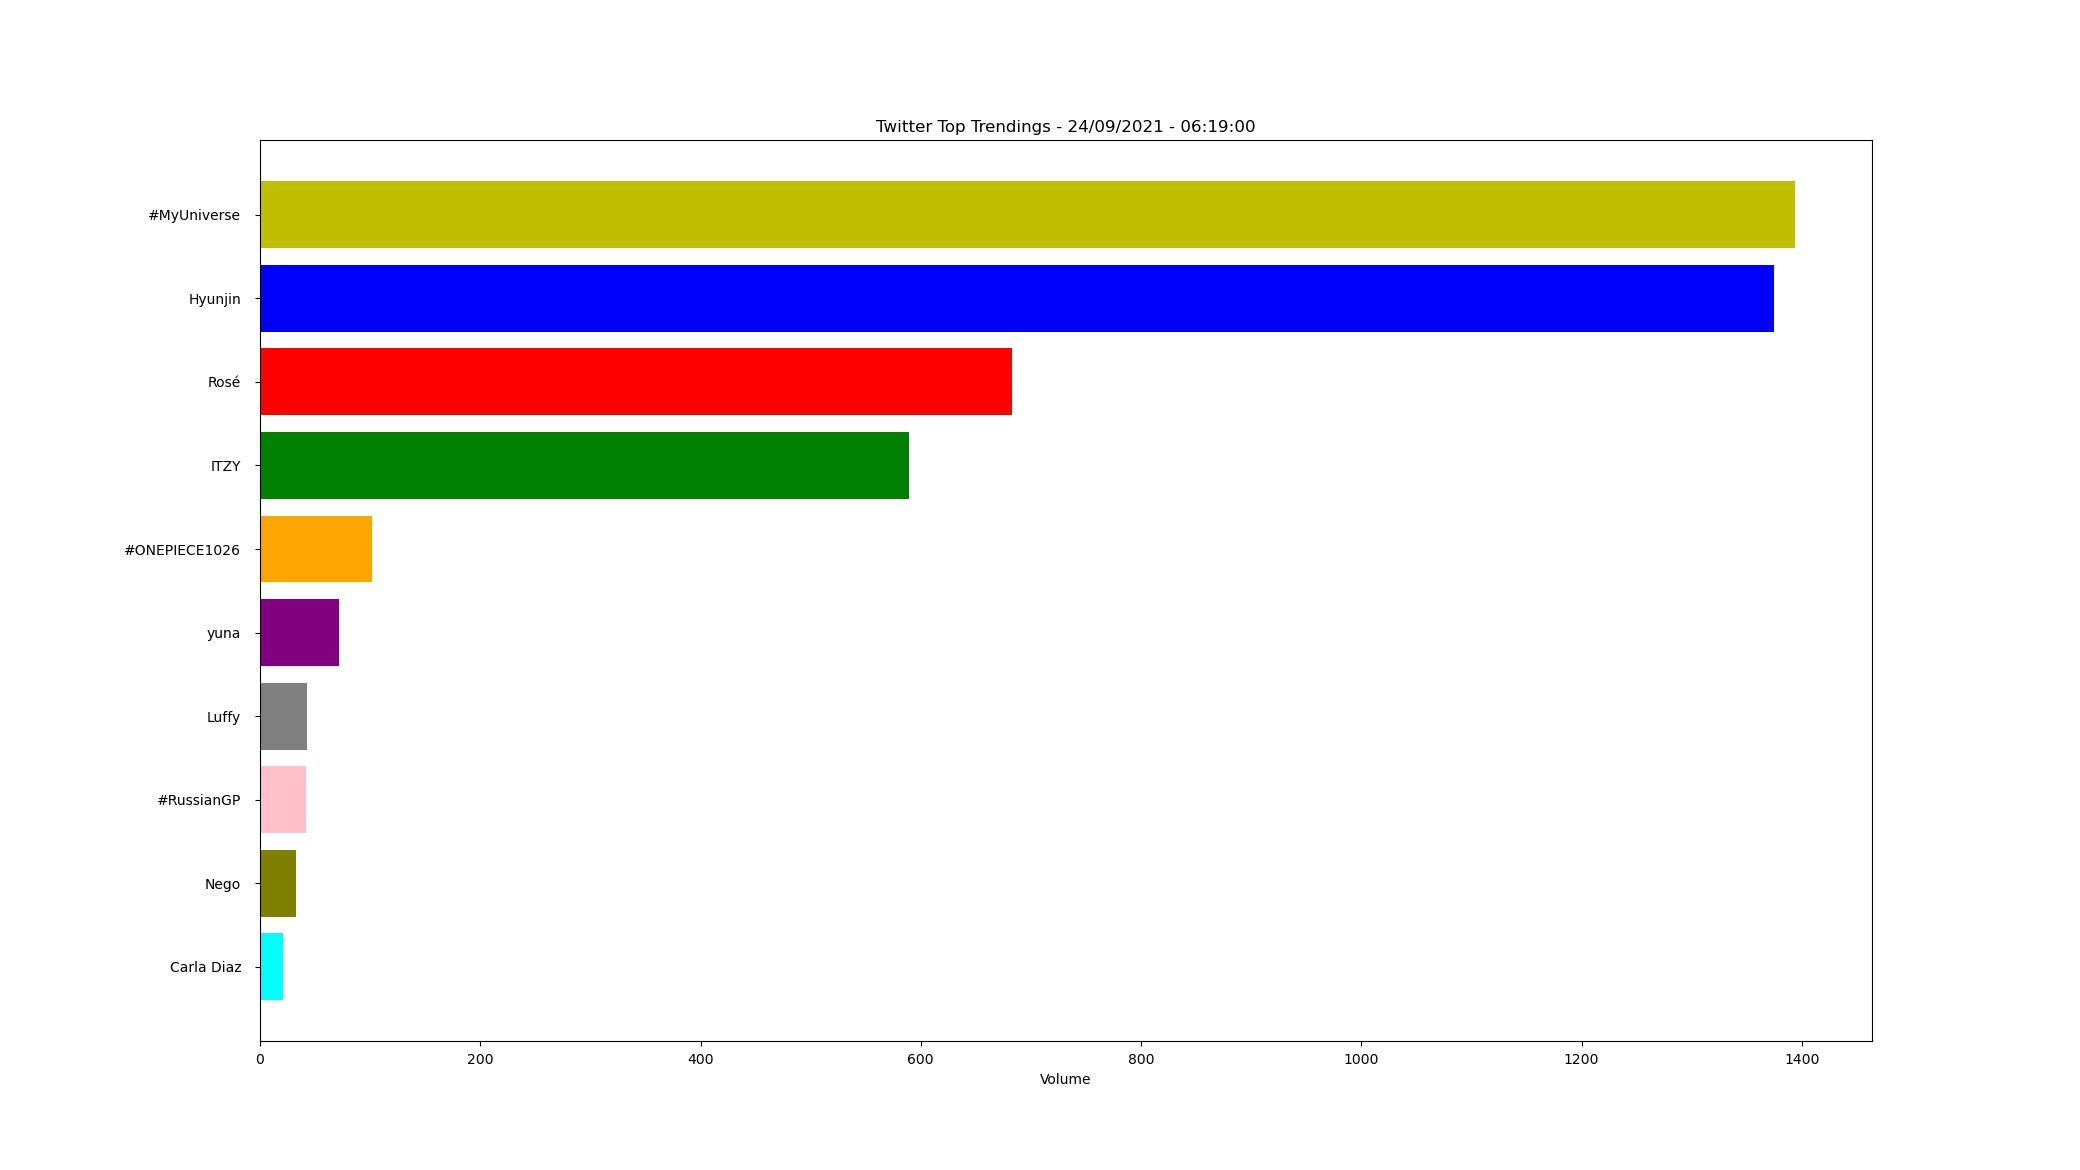 Twitter Top Trendings - 24/09/2021 - 06:19:00
#MyUniverse
Hyunjin
Rosé
ITZY
#ONEPIECE1026
yuna
Luffy
#RussianGP
Nego
Carla Diaz
0 200 400 600 800 1000 1200 1400
Volume